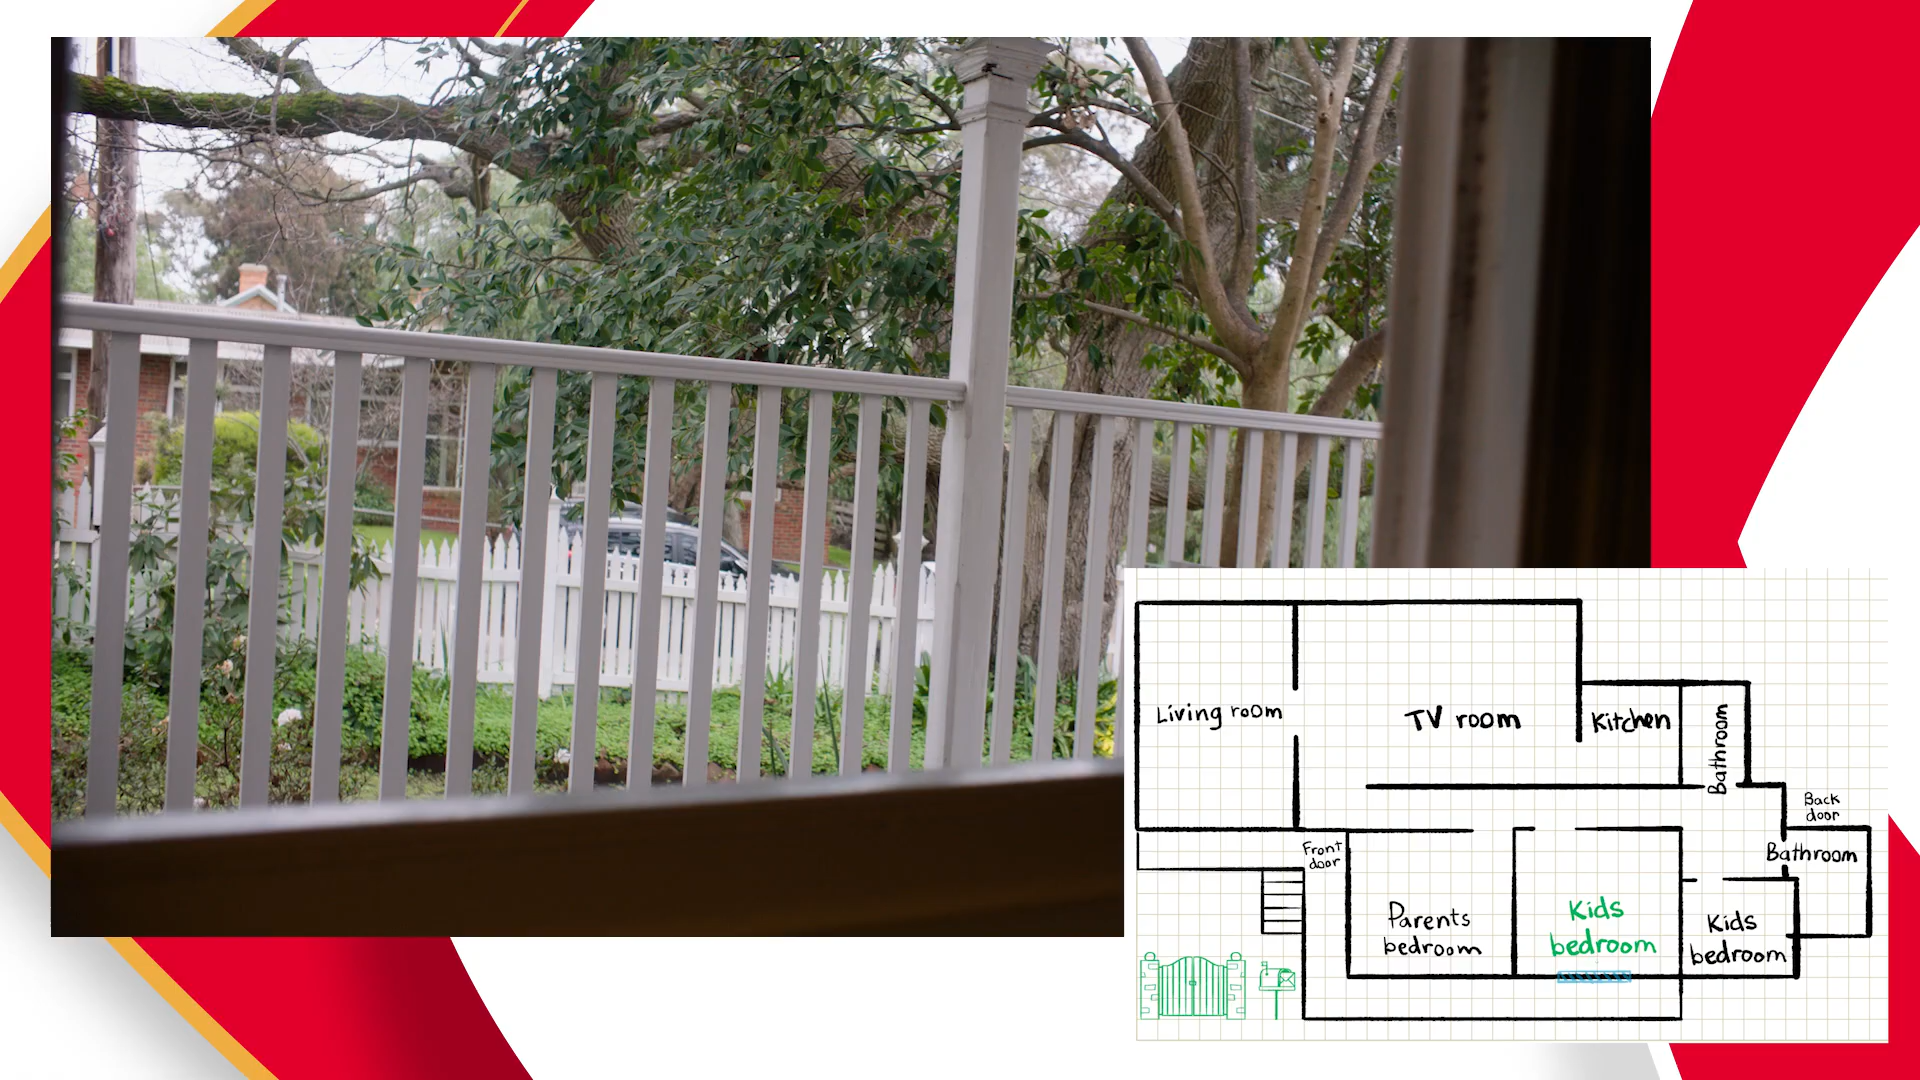 Living room
TV room
Kitchen
Bathroom
Back
door
Front
door
Bathroom
Parents
bedroom
Kids
bedroom
Kids
bedroom